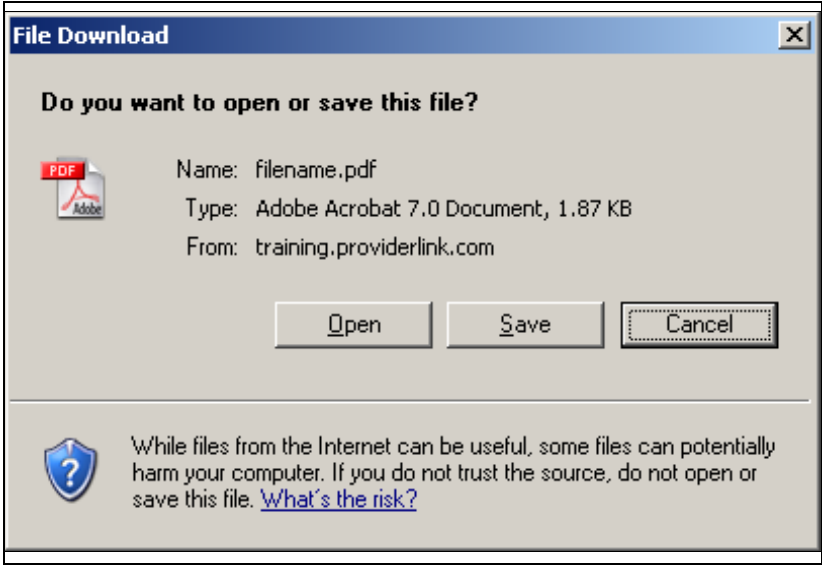 File Download
Do you want to open or save this file?
PDF
Adobe
Name: filename.pdf
Type: Adobe Acrobat 7.0 Document, 1.87 KB
From: training.providerlink.com
Open Save Cancel
While files from the Internet can be useful, some files can potentially
harm your computer. If you do not trust the source, do not open or
save this file. What's the risk?